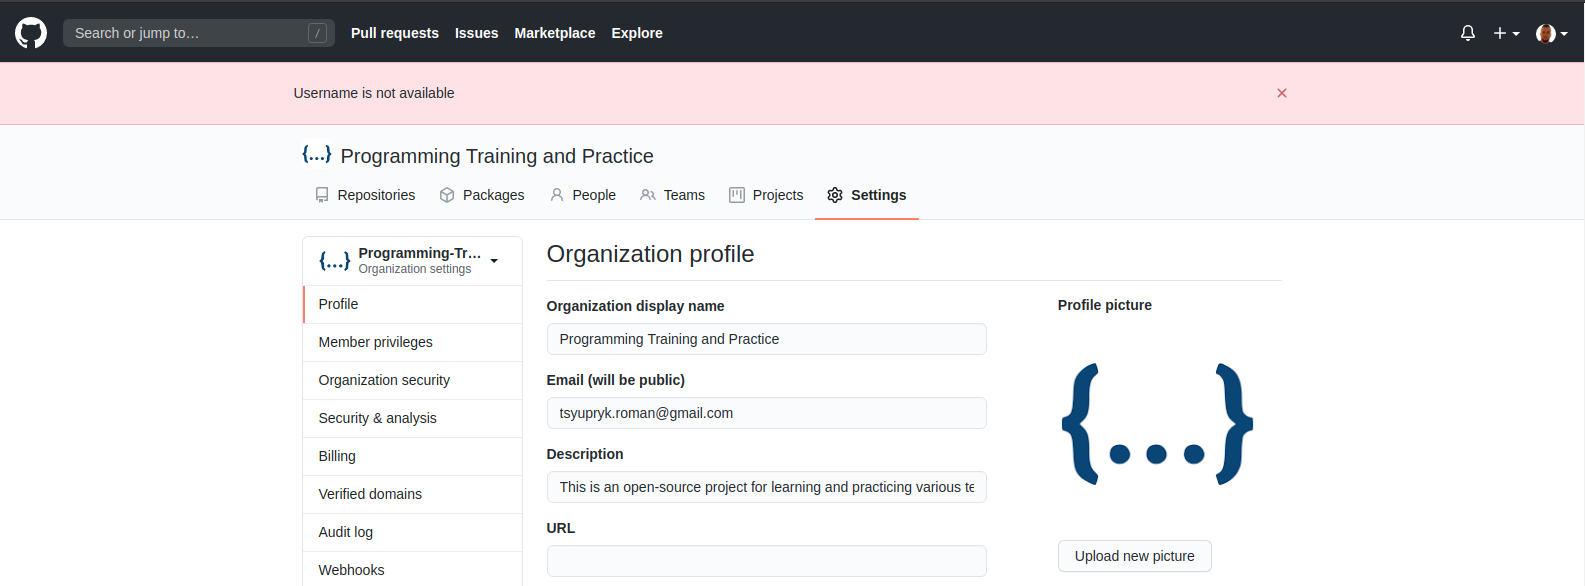 Search or jump to…
/
Pull requests
Issues
Marketplace
Explore
Username is not available
{...} Programming Training and Practice
Repositories
Packages
People
Teams
Projects
Settings
{...} Programming-Tr...
Organization settings
Profile
Member privileges
Organization security
Security & analysis
Billing
Verified domains
Audit log
Webhooks
Organization profile
Organization display name
Programming Training and Practice
Email (will be public)
tsyupryk.roman@gmail.com
Description
This is an open-source project for learning and practicing various te
URL
Profile picture
{...}
Upload new picture